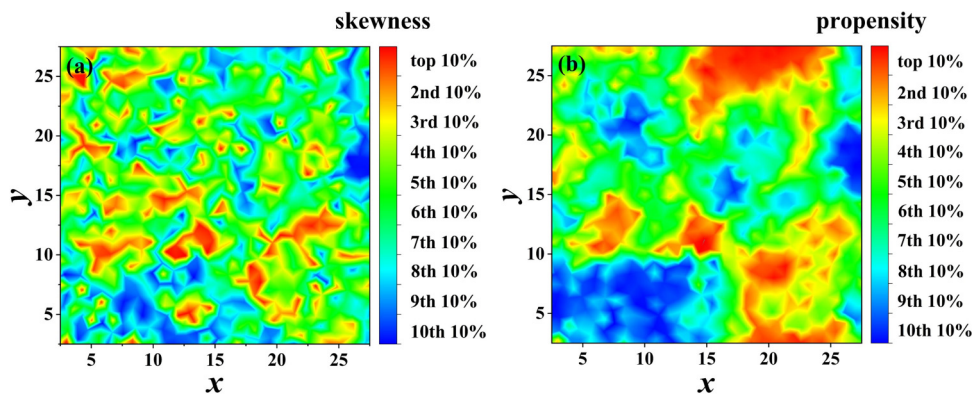 skewness
(a)
25
20
15
10
5
y
5 10 15 20 25
x
top 10%
2nd 10%
3rd 10%
4th 10%
5th 10%
6th 10%
7th 10%
8th 10%
9th 10%
10th 10%
propensity
(b)
25
20
15
10
5
y
5 10 15 20 25
x
top 10%
2nd 10%
3rd 10%
4th 10%
5th 10%
6th 10%
7th 10%
8th 10%
9th 10%
10th 10%